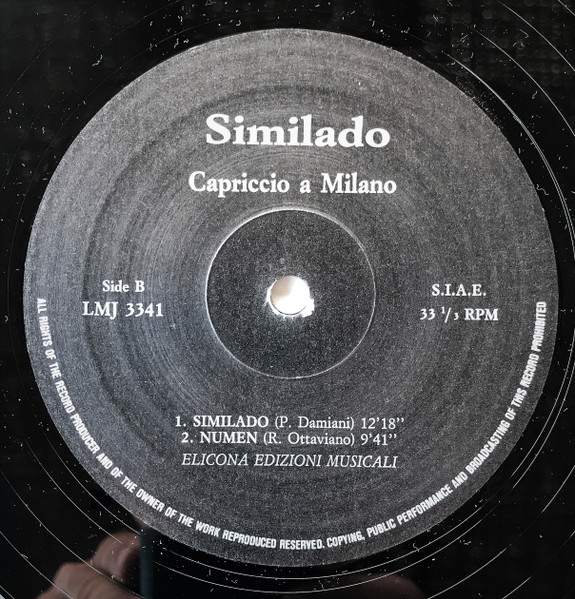 Similado
Capriccio a Milano
Side B
LMJ 3341
S.I.A.E.
33 1/3 RPM
1. SIMILADO (P. Damiani) 12'18''
2. NUMEN (R. Ottaviano) 9'41''
ELICONA EDIZIONI MUSICALI
ALL RIGHTS OF THE RECORD PRODUCER AND OF THE OWNER OF THE WORK REPRODUCED RESERVED. COPYING, PUBLIC PERFORMANCE AND BROADCASTING OF THIS RECORD PROHIBITED